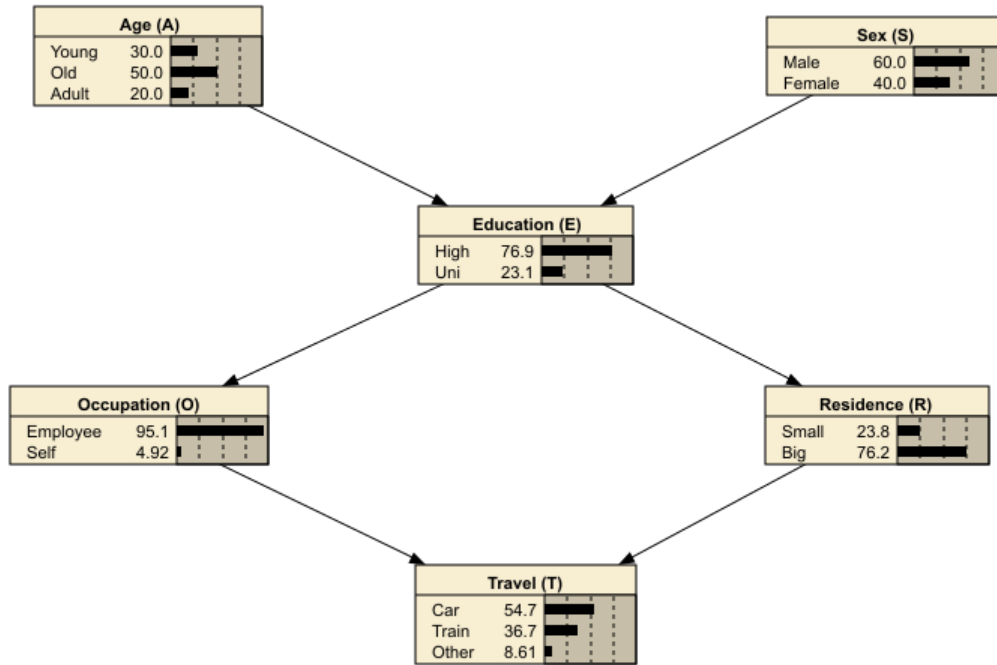 Age (A)
Young 30.0
Old 50.0
Adult 20.0
Sex (S)
Male 60.0
Female 40.0
Education (E)
High 76.9
Uni 23.1
Occupation (O)
Employee 95.1
Self 4.92
Residence (R)
Small 23.8
Big 76.2
Travel (T)
Car 54.7
Train 36.7
Other 8.61